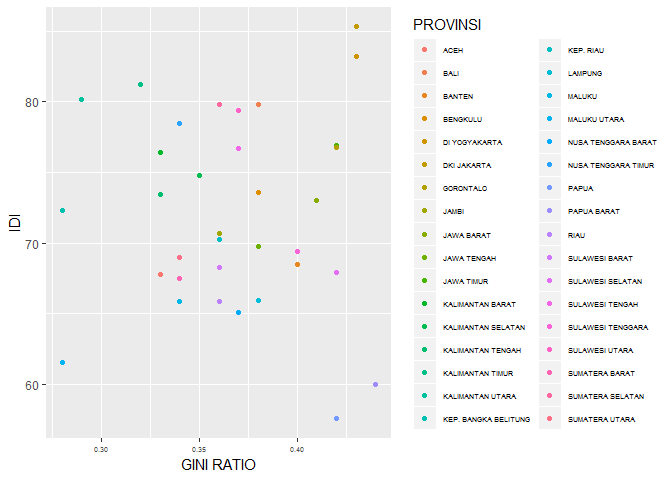 PROVINSI
ACEH
BALI
BANTEN
BENGKULU
DI YOGYAKARTA
DKI JAKARTA
GORONTALO
JAMBI
JAWA BARAT
JAWA TENGAH
JAWA TIMUR
KALIMANTAN BARAT
KALIMANTAN SELATAN
KALIMANTAN TENGAH
KALIMANTAN TIMUR
KALIMANTAN UTARA
KEP. BANGKA BELITUNG
KEP. RIAU
LAMPUNG
MALUKU
MALUKU UTARA
NUSA TENGGARA BARAT
NUSA TENGGARA TIMUR
PAPUA
PAPUA BARAT
RIAU
SULAWESI BARAT
SULAWESI SELATAN
SULAWESI TENGAH
SULAWESI TENGGARA
SULAWESI UTARA
SUMATERA BARAT
SUMATERA SELATAN
SUMATERA UTARA
IDI
80
70
60
0.30
0.35
0.40
GINI RATIO